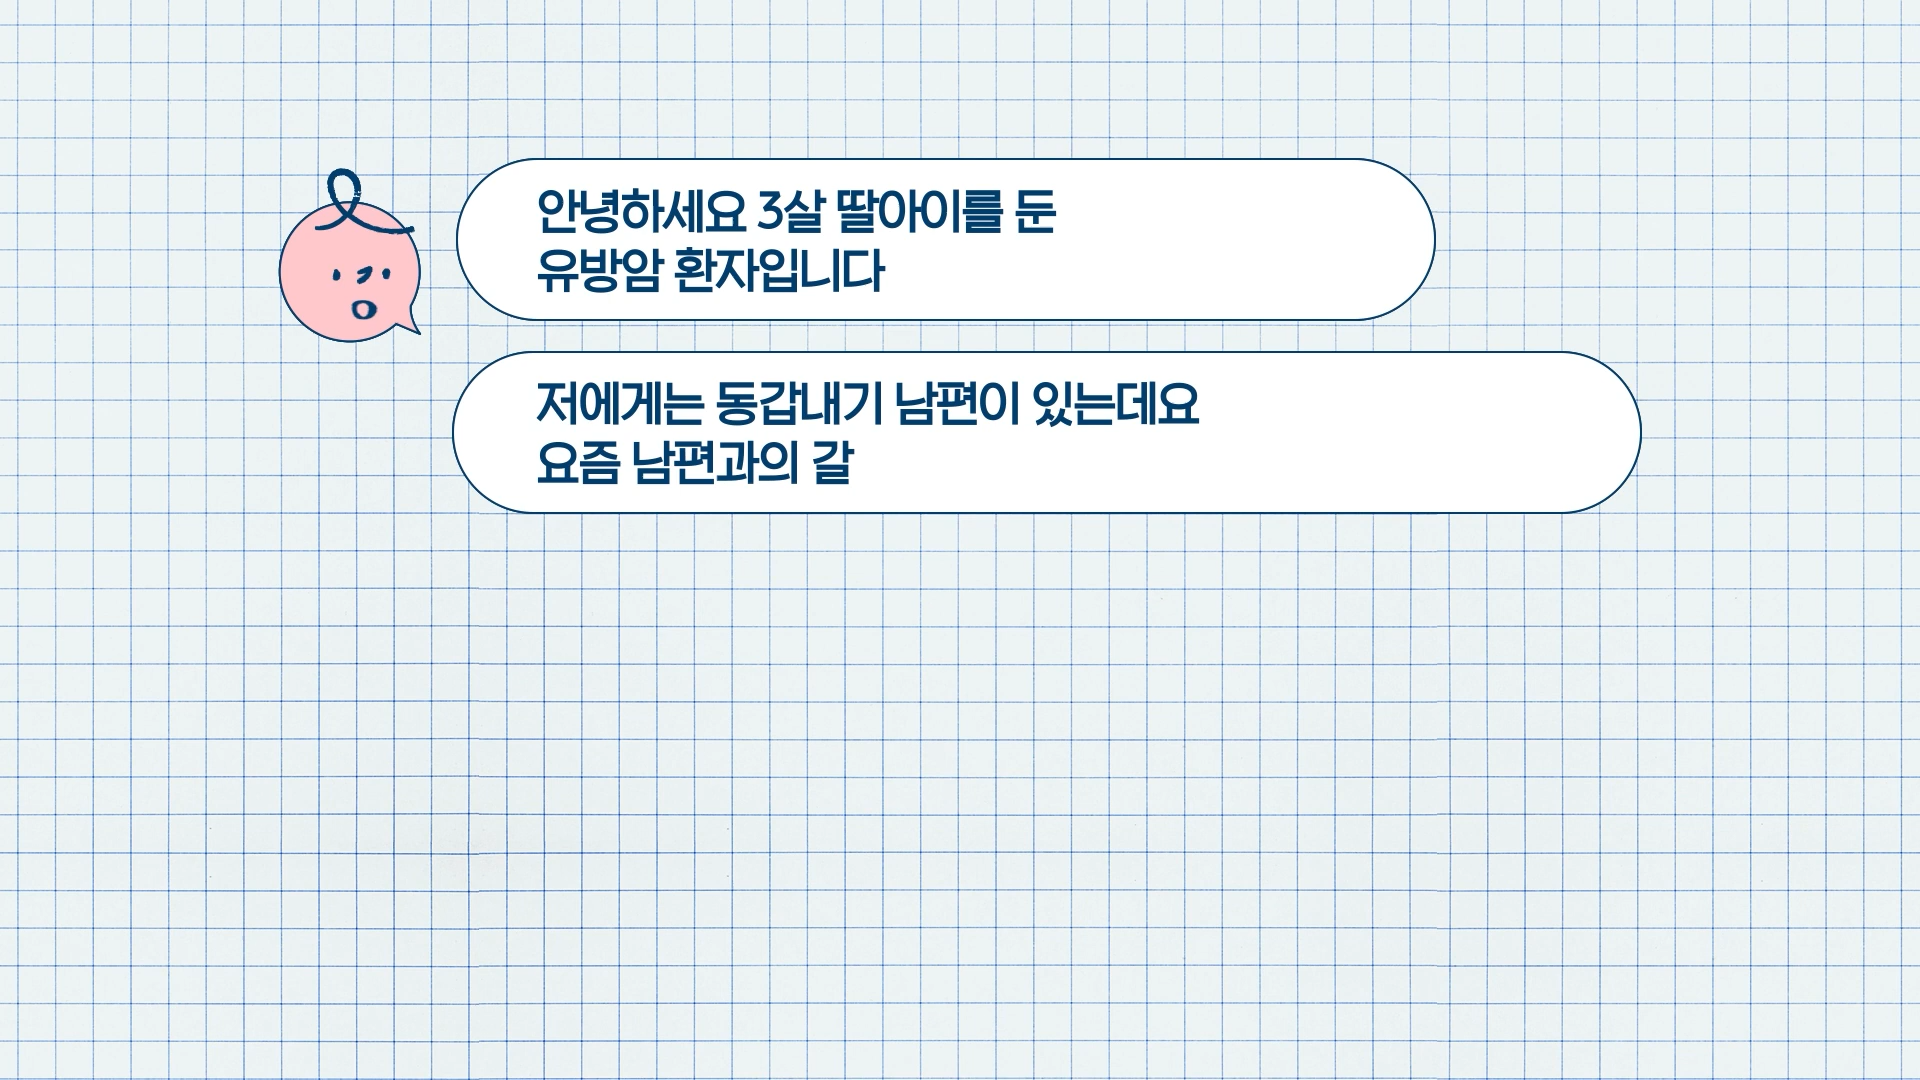 안녕하세요 3살 딸아이를 둔
유방암 환자입니다
저에게는 동갑내기 남편이 있는데요
요즘 남편과의 갈